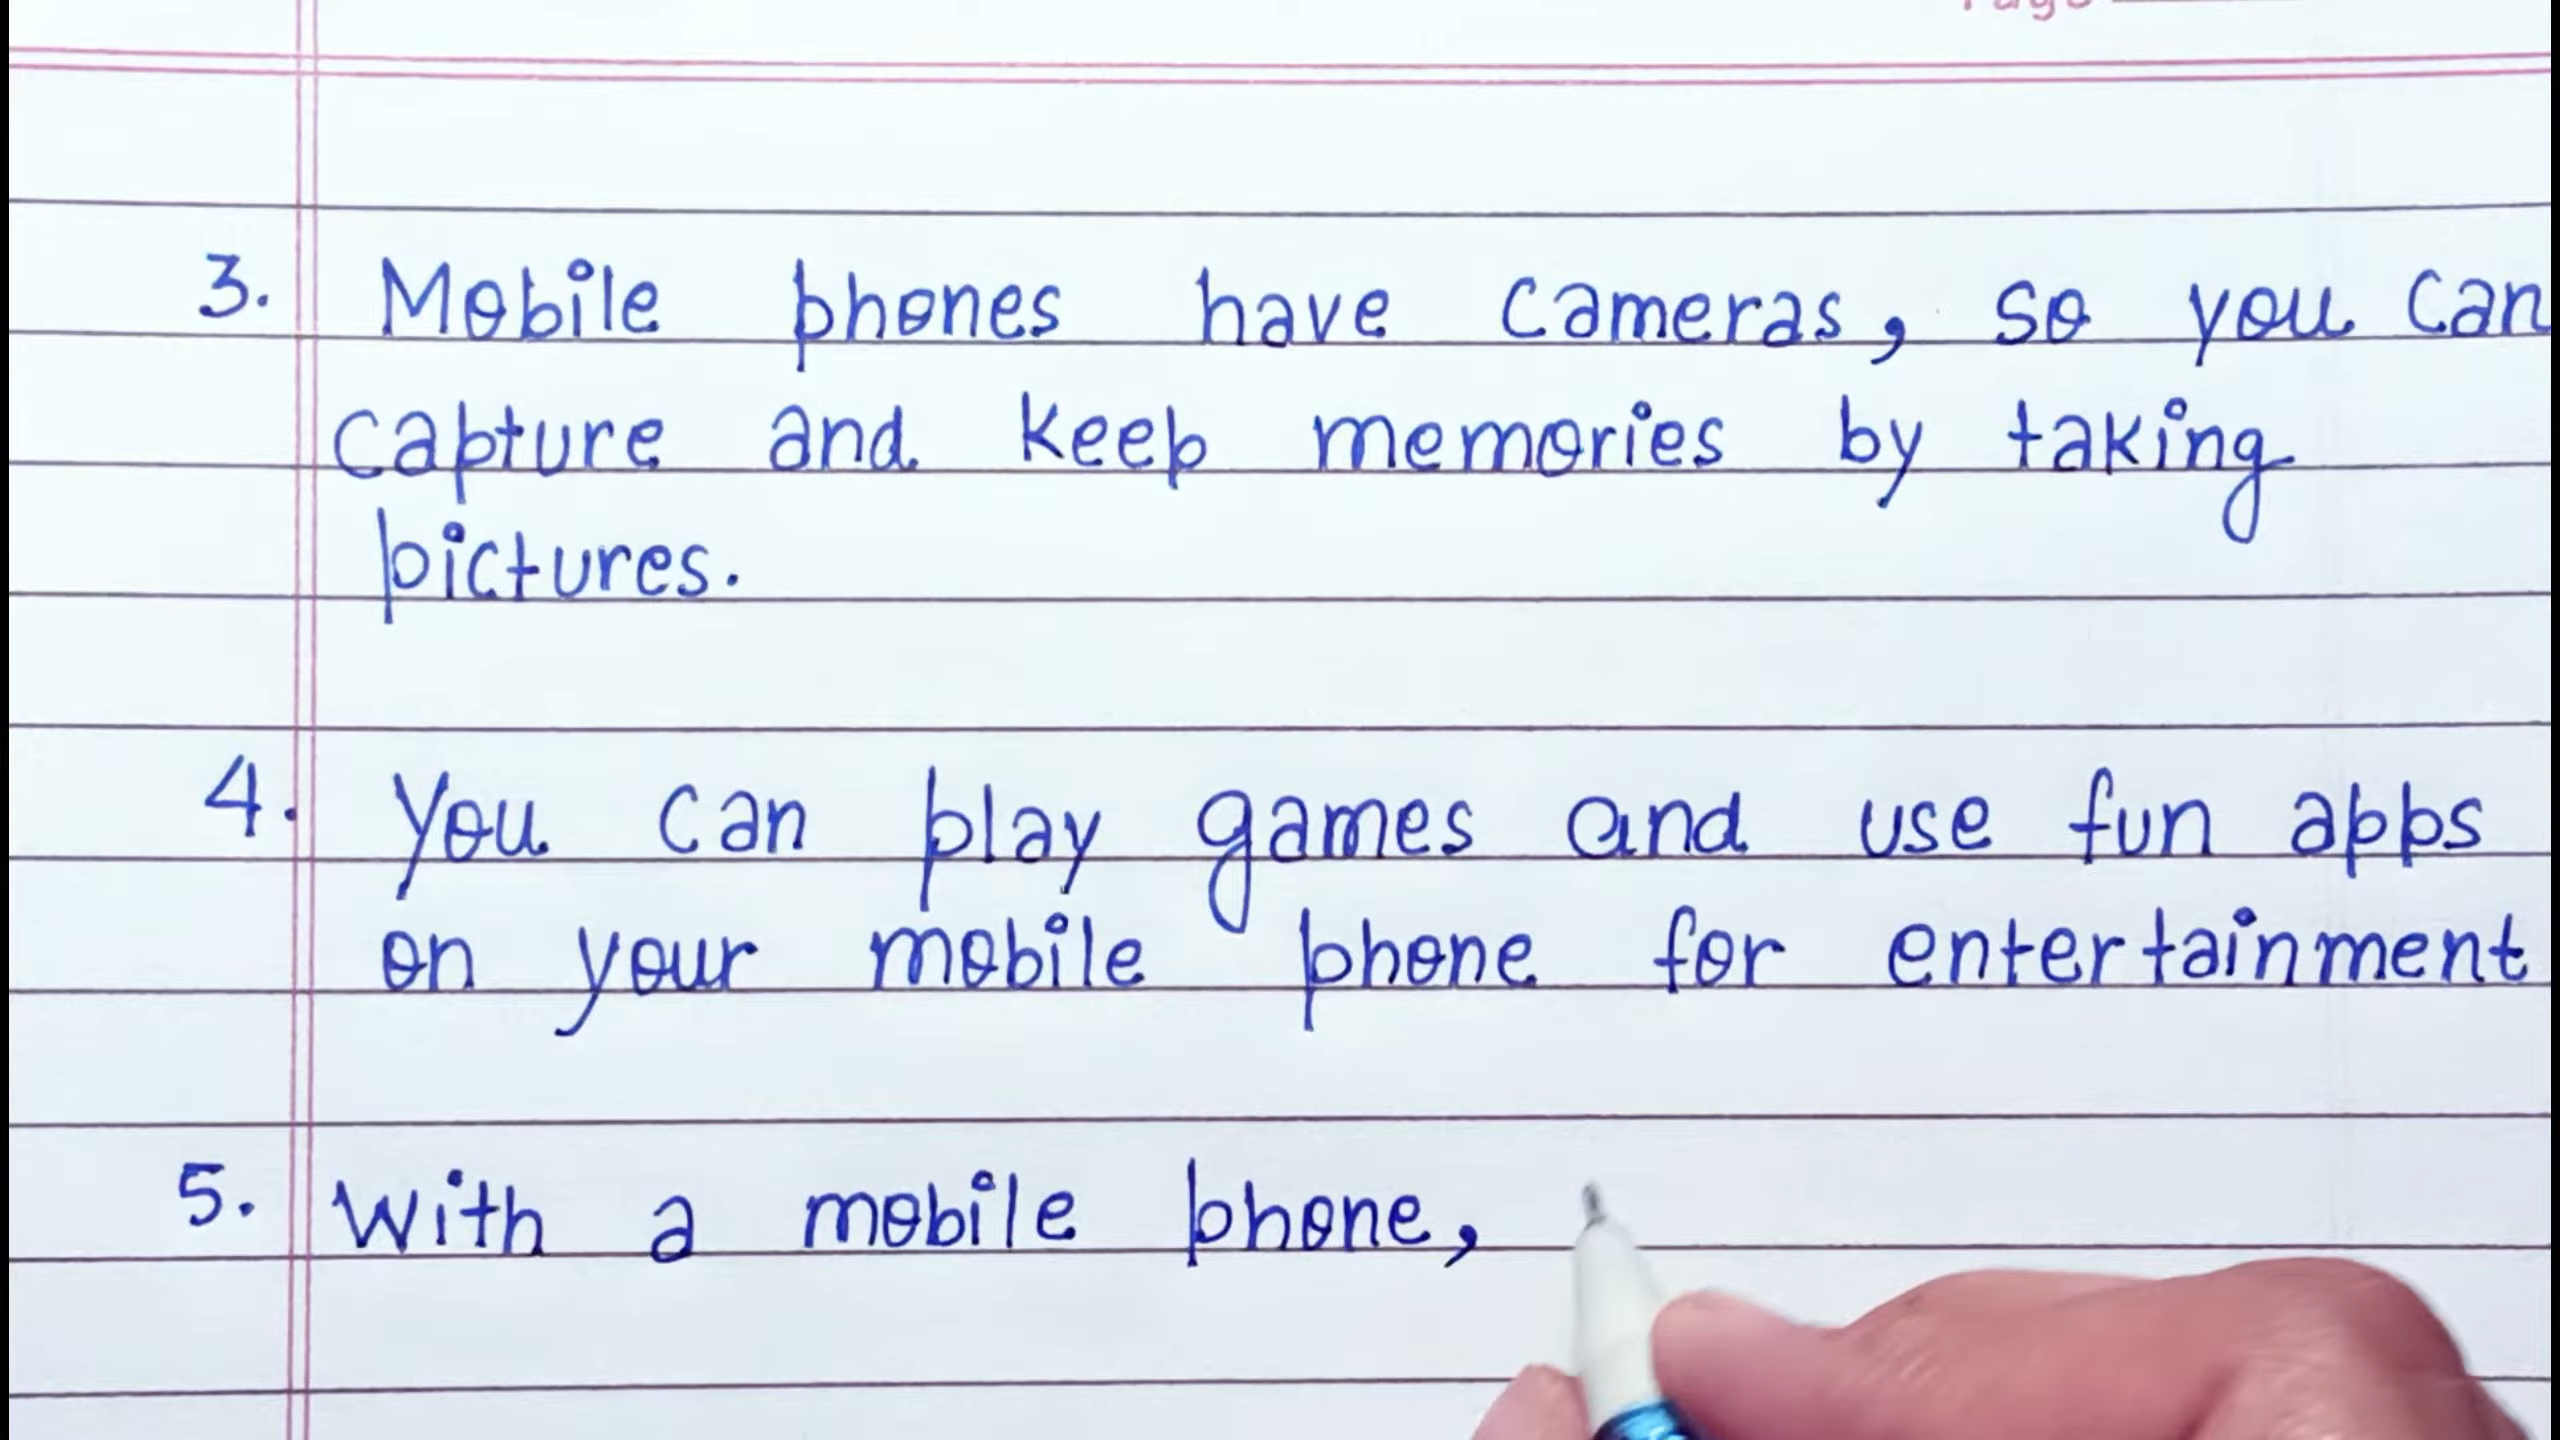 3. Mobile phones have cameras, so you can
capture and keep memories by taking
pictures.
4. You can play games and use fun apps
on your mobile phone for entertainment
5. With a mobile phone,